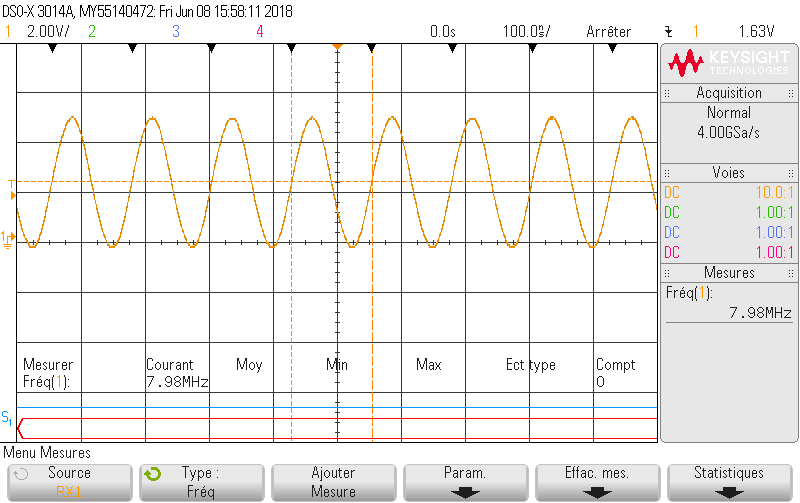 DSO-X 3014A, MY55140472: Fri Jun 08 15:58:11 2018
1 2.00V/ 2 3 4 0.0s 100.0ns/ Arrêter 1 1.63V
KEYSIGHT
TECHNOLOGIES
Acquisition
Normal
4.00GSa/s
Voies
DC 10.0:1
DC 1.00:1
DC 1.00:1
DC 1.00:1
Mesures
Fréq(1):
7.98MHz
T
1
Mesurer Courant Moy Min Max Ect type Compt
Fréq(1): 7.98MHz 0
S1
Menu Mesures
Source Type : Ajouter Param. Effac. mes. Statistiques
RX1 Fréq Mesure